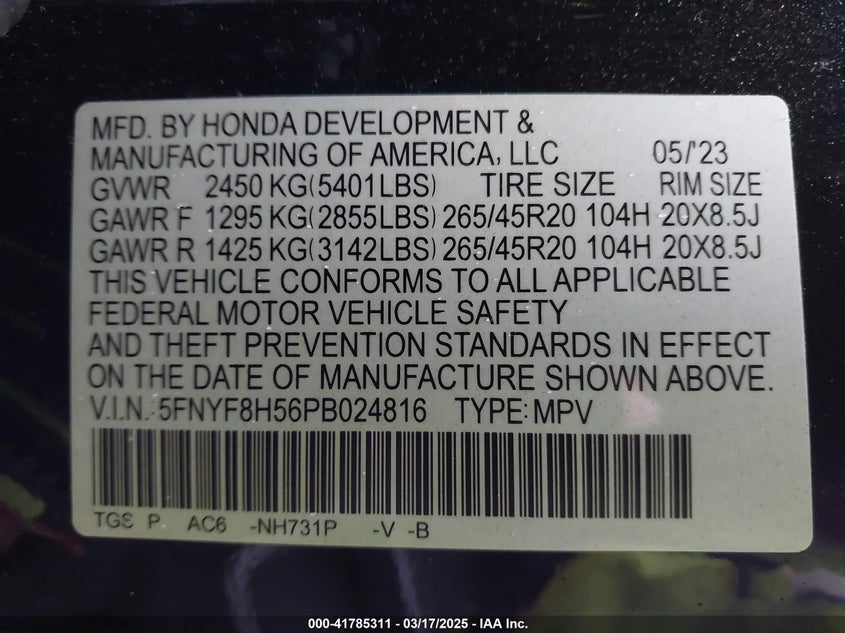 MFD. BY HONDA DEVELOPMENT &
MANUFACTURING OF AMERICA, LLC 05/'23
GVWR 2450 KG(5401LBS) TIRE SIZE RIM SIZE
GAWR F 1295 KG(2855LBS) 265/45R20 104H 20X8.5J
GAWR R 1425 KG(3142LBS) 265/45R20 104H 20X8.5J
THIS VEHICLE CONFORMS TO ALL APPLICABLE
FEDERAL MOTOR VEHICLE SAFETY
AND THEFT PREVENTION STANDARDS IN EFFECT
ON THE DATE OF MANUFACTURE SHOWN ABOVE.
V.I.N.: 5FNYF8H56PB024816 TYPE: MPV
TGS P AC6 -NH731P -V -B
000-41785311 - 03/17/2025 - IAA Inc.